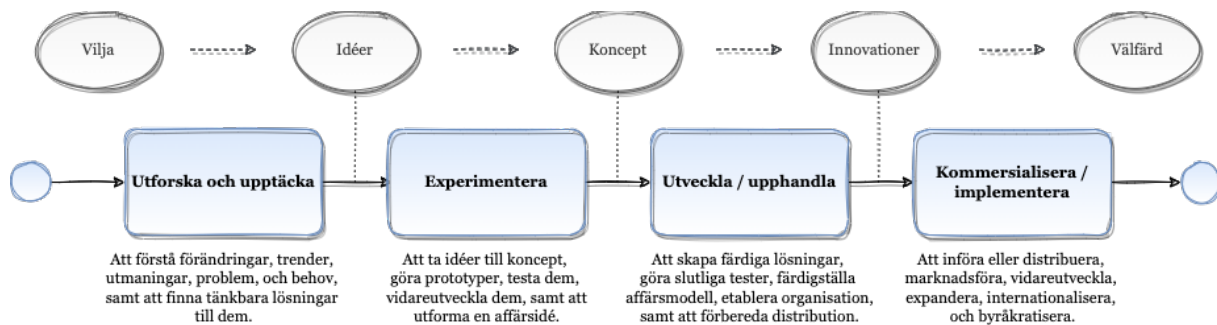 Vilja
Idéer
Koncept
Innovationer
Välfärd
Utforska och upptäcka
Experimentera
Utveckla / upphandla
Kommersialisera /
implementera
Att förstå förändringar, trender,
utmaningar, problem, och behov,
samt att finna tänkbara lösningar
till dem.
Att ta idéer till koncept,
göra prototyper, testa dem,
vidareutveckla dem, samt att
utforma en affärsidé.
Att skapa färdiga lösningar,
göra slutliga tester, färdigställa
affärsmodell, etablera organisation,
samt att förbereda distribution.
Att införa eller distribuera,
marknadsföra, vidareutveckla,
expandera, internationalisera,
och byråkratisera.